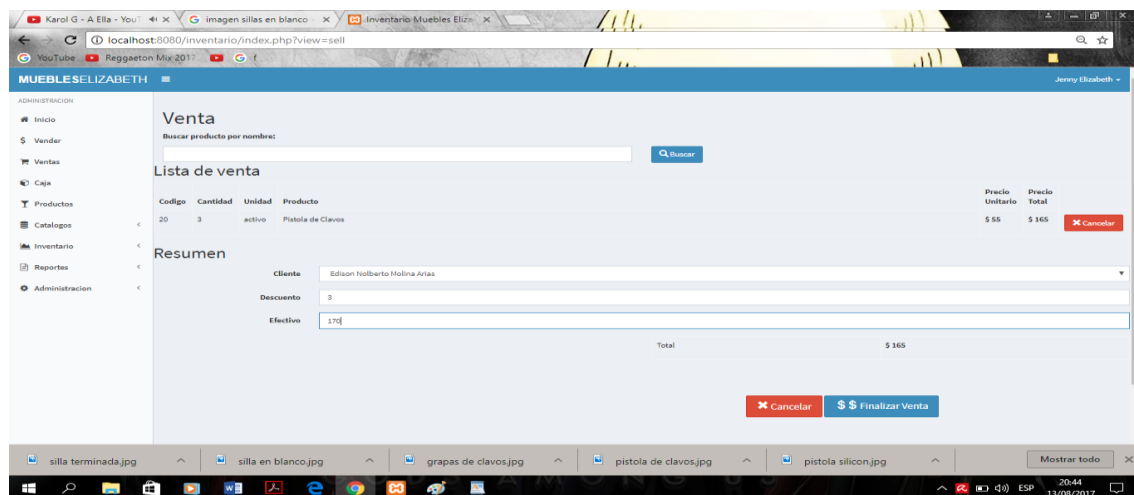 Karol G - A Ella - YouT
imagen sillas en blanco -
Inventario Muebles Eliza
localhost:8080/inventario/index.php?view=sell
YouTube
Reggaeton Mix 2017
f
MUEBLESELIZABETH
Jenny Elizabeth
ADMINISTRACION
Inicio
Vender
Ventas
Caja
Productos
Catalogos
Inventario
Reportes
Administracion
Venta
Buscar producto por nombre:
Buscar
Lista de venta
Codigo Cantidad Unidad Producto Precio Unitario Precio Total
20 3 activo Pistola de Clavos $ 55 $ 165 Cancelar
Resumen
Cliente Edison Nolberto Molina Arias
Descuento 3
Efectivo 170
Total $ 165
Cancelar $ $ Finalizar Venta
silla terminada.jpg
silla en blanco.jpg
grapas de clavos.jpg
pistola de clavos.jpg
pistola silicon.jpg
Mostrar todo
ESP
20:44
13/08/2017